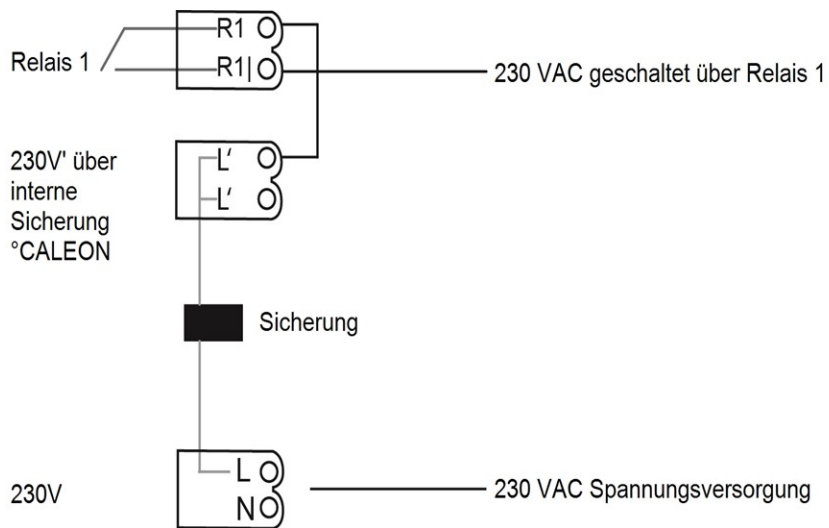 R1
Relais 1
R1|
230 VAC geschaltet über Relais 1
230V' über
interne
Sicherung
°CALEON
L'
L'
Sicherung
230V
L
N
230 VAC Spannungsversorgung